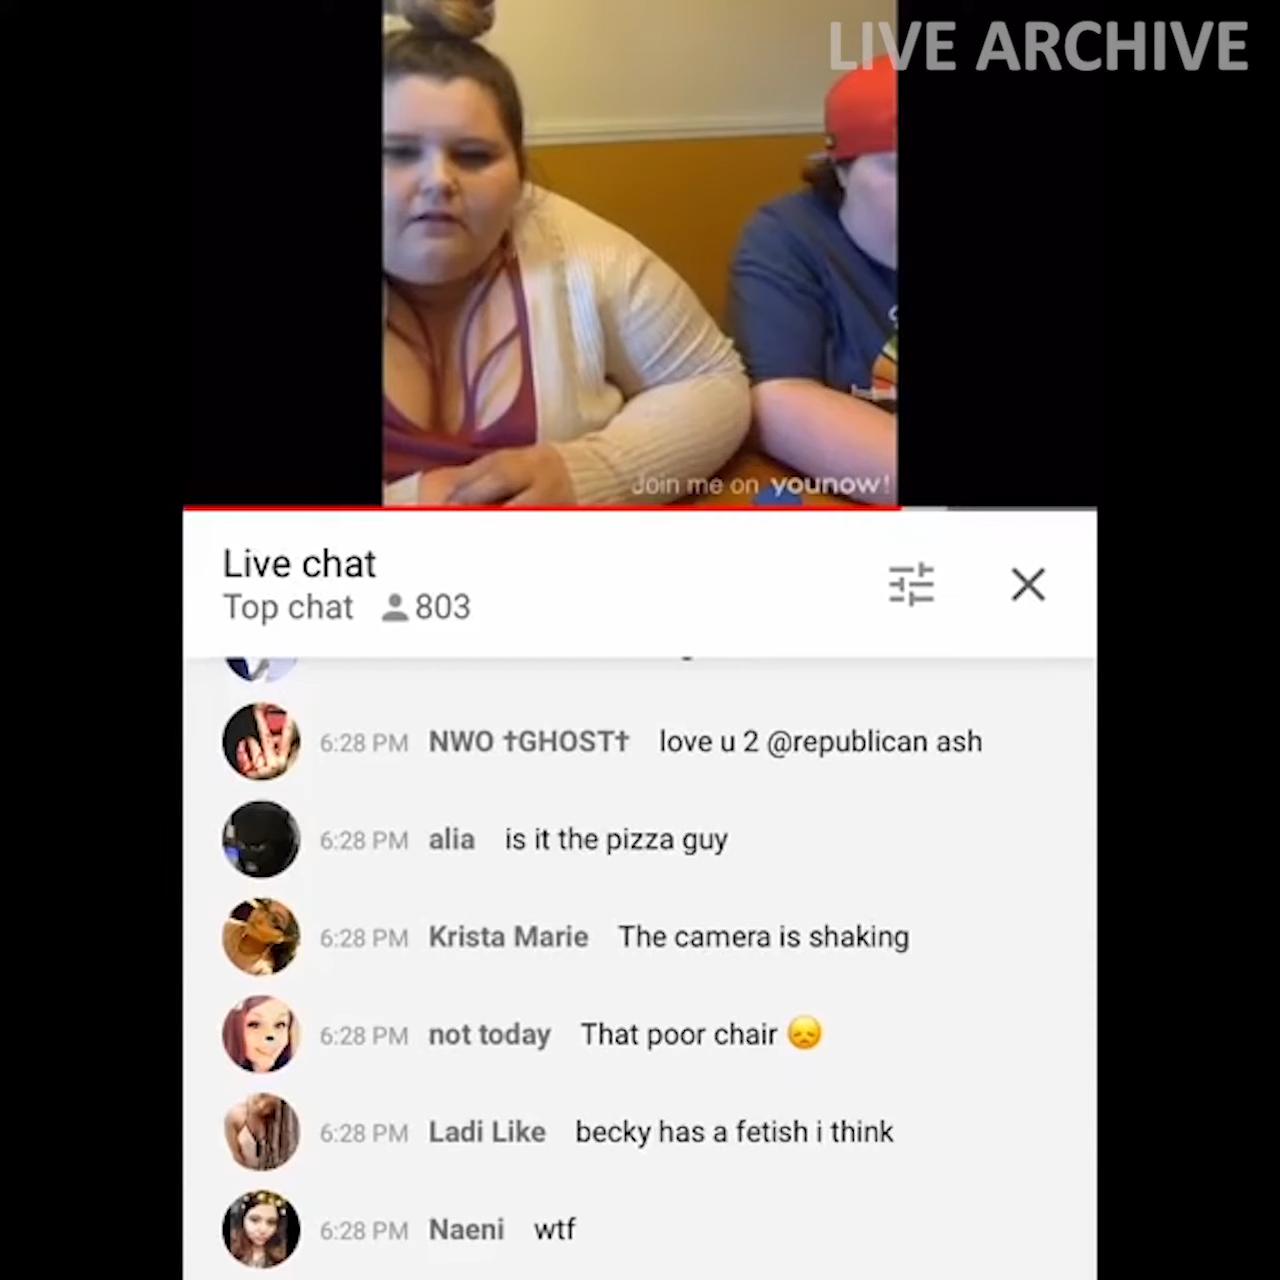 LIVE ARCHIVE
Join me on younow!
Live chat
Top chat 803
6:28 PM NWO ✝GHOST✝ love u 2 @republican ash
6:28 PM alia is it the pizza guy
6:28 PM Krista Marie The camera is shaking
6:28 PM not today That poor chair 😞
6:28 PM Ladi Like becky has a fetish i think
6:28 PM Naeni wtf